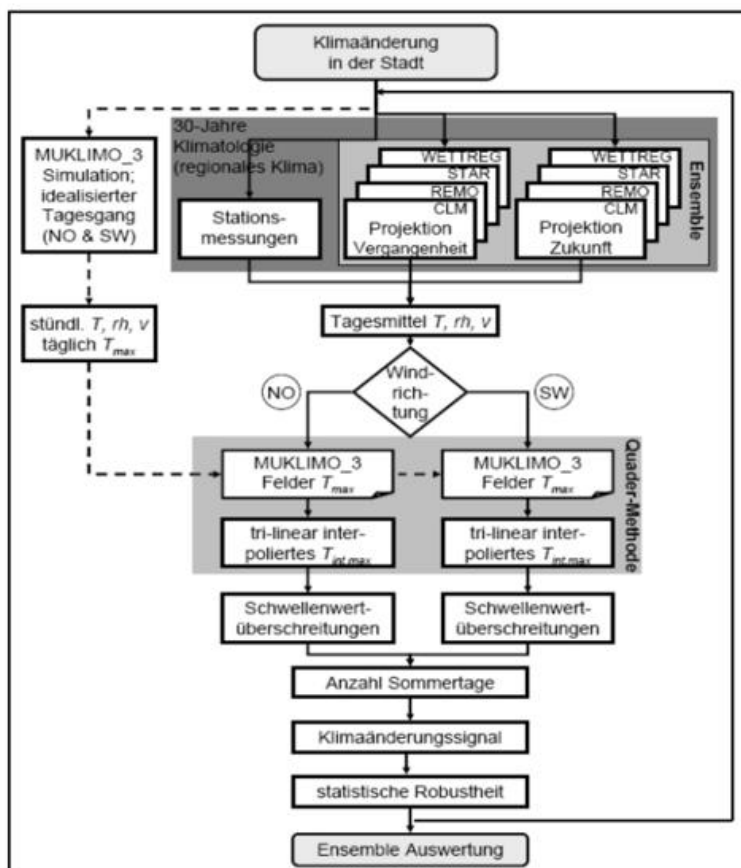 Klimaänderung
in der Stadt
30-Jahre
Klimatologie
(regionales Klima)
MUKLIMO_3
Simulation;
idealisierter
Tagesgang
(NO & SW)
Stations-
messungen
WETTREG
STAR
REMO
CLM
Projektion
Vergangenheit
WETTREG
STAR
REMO
CLM
Projektion
Zukunft
Ensemble
stündl. T, rh, v
täglich Tmax
Tagesmittel T, rh, v
Wind-
rich-
tung
NO
SW
MUKLIMO_3
Felder Tmax
MUKLIMO_3
Felder Tmax
Quader-Methode
tri-linear inter-
poliertes Tint,max
tri-linear inter-
poliertes Tint,max
Schwellenwert-
überschreitungen
Schwellenwert-
überschreitungen
Anzahl Sommertage
Klimaänderungssignal
statistische Robustheit
Ensemble Auswertung